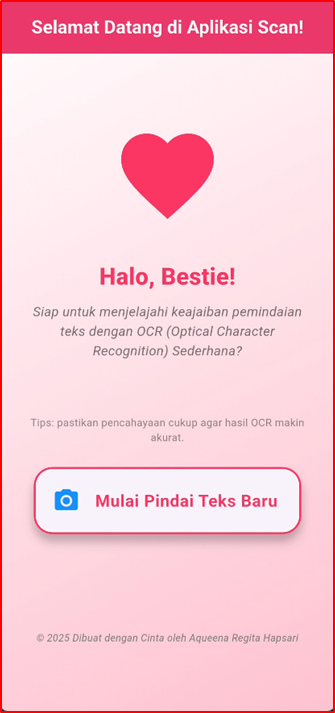 Selamat Datang di Aplikasi Scan!
Halo, Bestie!
Siap untuk menjelajahi keajaiban pemindaian
teks dengan OCR (Optical Character
Recognition) Sederhana?
Tips: pastikan pencahayaan cukup agar hasil OCR makin
akurat.
Mulai Pindai Teks Baru
© 2025 Dibuat dengan Cinta oleh Aqueena Regita Hapsari